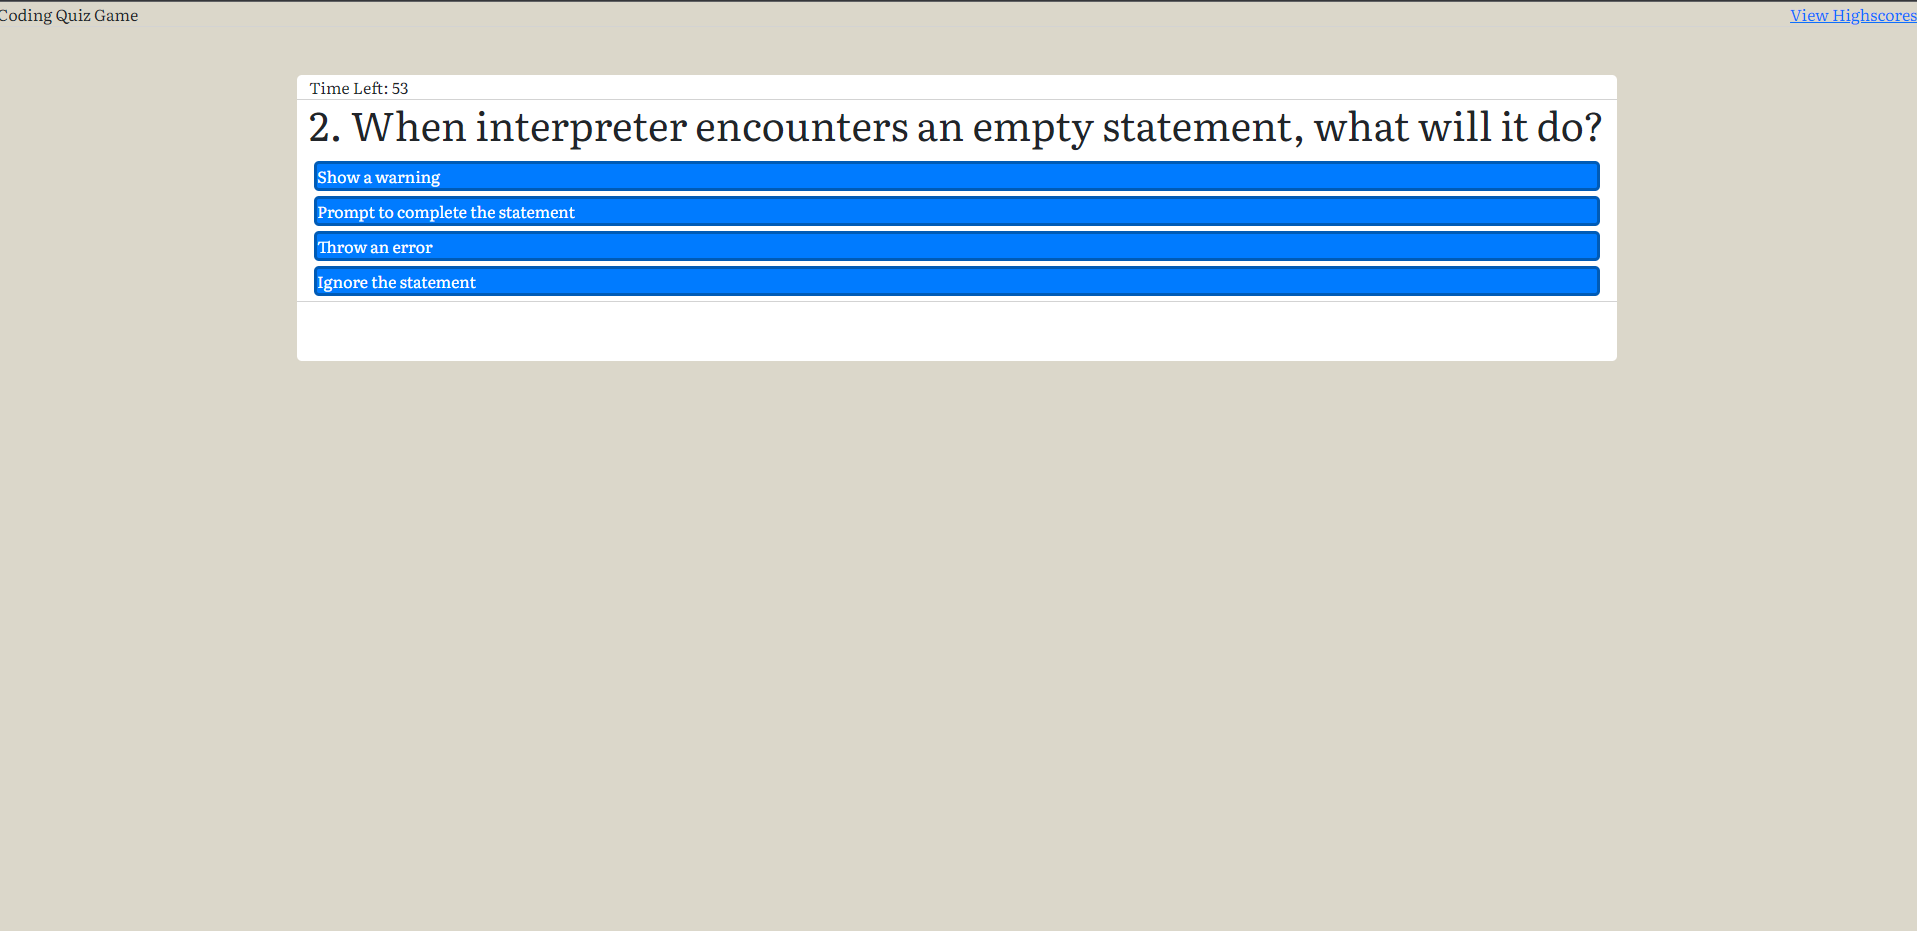 Coding Quiz Game
View Highscores
Time Left: 53
2. When interpreter encounters an empty statement, what will it do?
Show a warning
Prompt to complete the statement
Throw an error
Ignore the statement